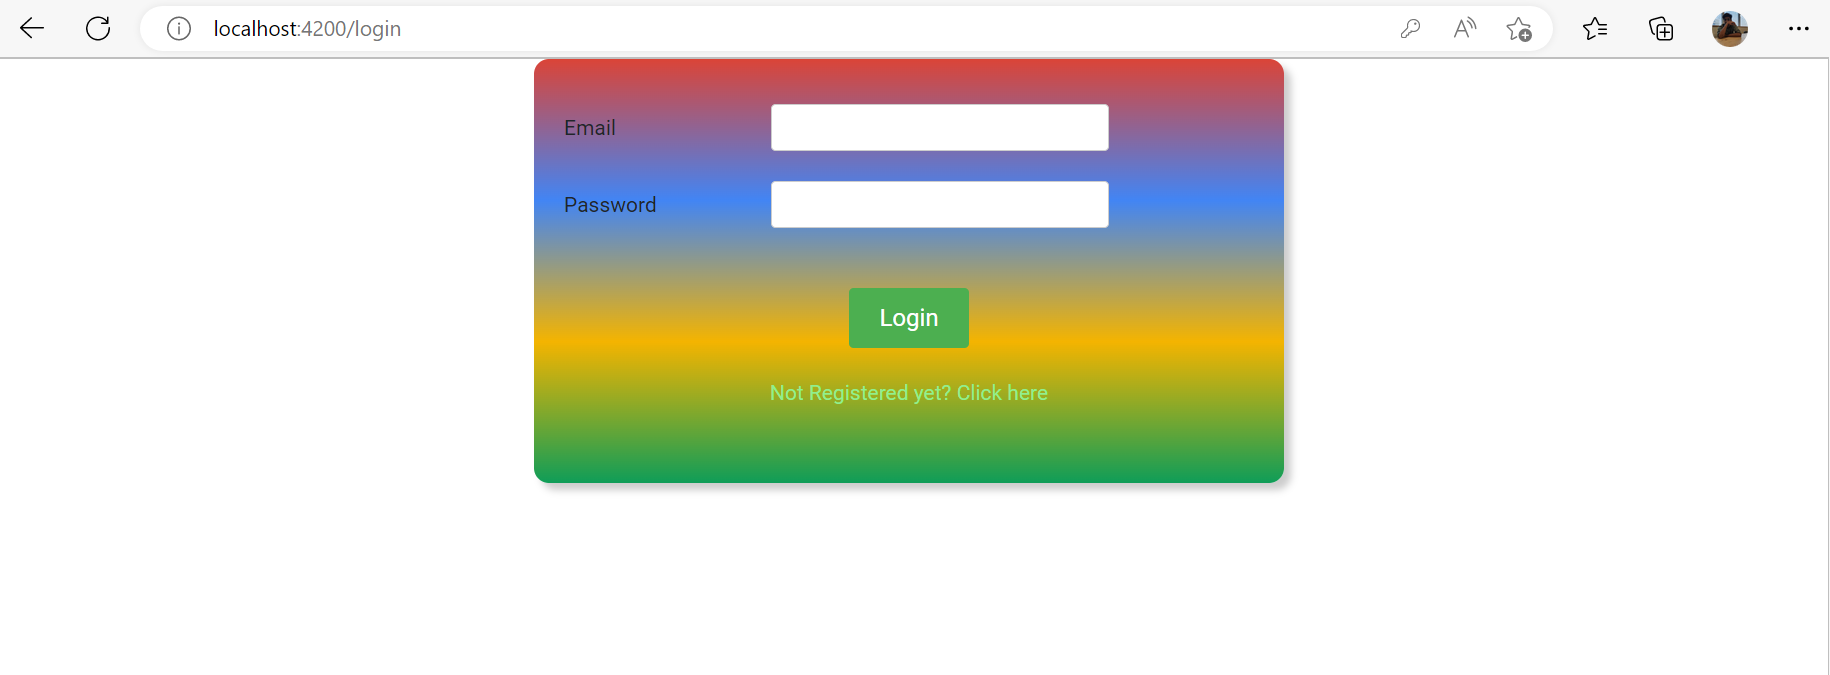 localhost:4200/login
Email
Password
Login
Not Registered yet? Click here